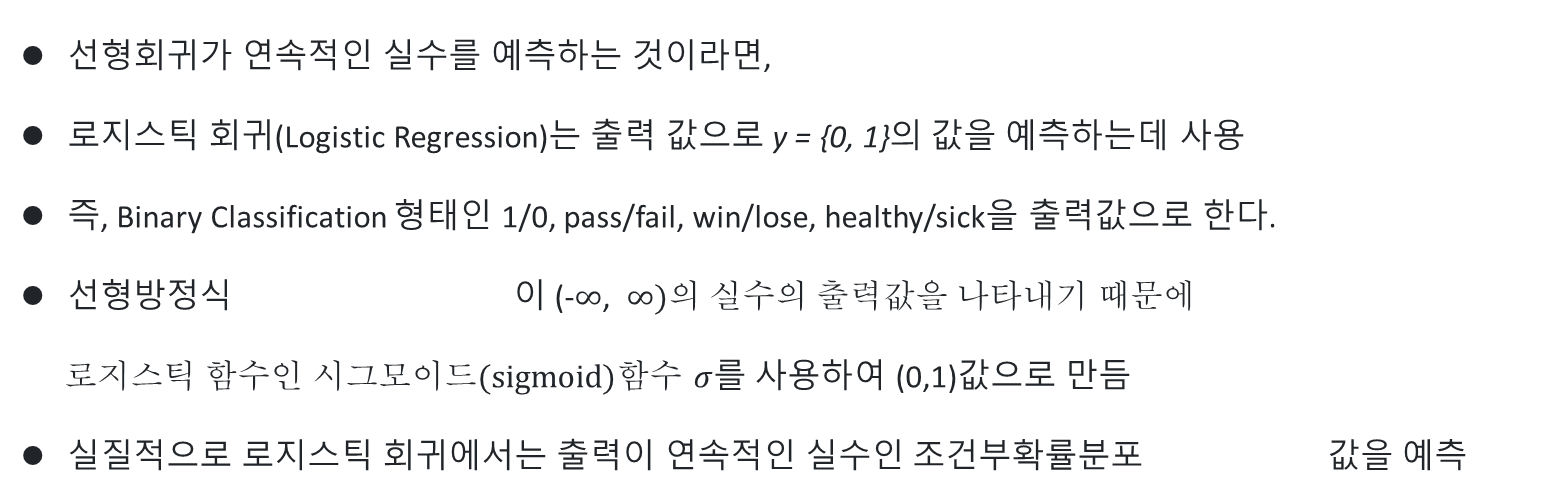 ● 선형회귀가 연속적인 실수를 예측하는 것이라면,
● 로지스틱 회귀(Logistic Regression)는 출력 값으로 y = {0, 1}의 값을 예측하는데 사용
● 즉, Binary Classification 형태인 1/0, pass/fail, win/lose, healthy/sick을 출력값으로 한다.
● 선형방정식 이 (-∞, ∞)의 실수의 출력값을 나타내기 때문에
로지스틱 함수인 시그모이드(sigmoid)함수 σ를 사용하여 (0,1)값으로 만듬
● 실질적으로 로지스틱 회귀에서는 출력이 연속적인 실수인 조건부확률분포 값을 예측